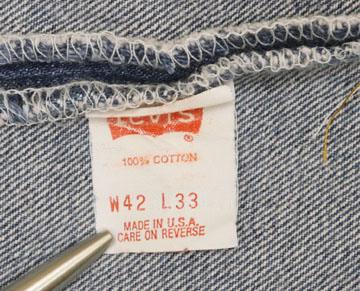 Levi's
®
100% COTTON
W42 L33
MADE IN U.S.A.
CARE ON REVERSE